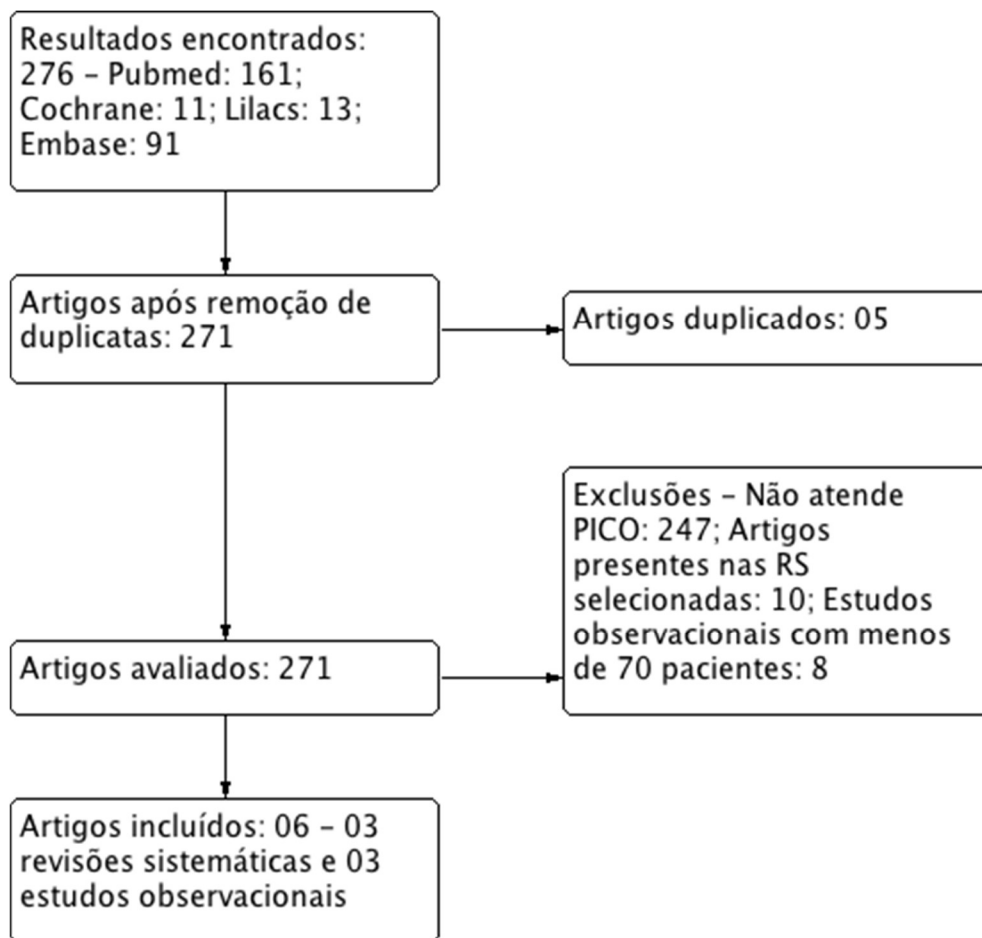 Resultados encontrados:
276 – Pubmed: 161;
Cochrane: 11; Lilacs: 13;
Embase: 91
Artigos após remoção de
duplicatas: 271
Artigos duplicados: 05
Exclusões – Não atende
PICO: 247; Artigos
presentes nas RS
selecionadas: 10; Estudos
observacionais com menos
de 70 pacientes: 8
Artigos avaliados: 271
Artigos incluídos: 06 – 03
revisões sistemáticas e 03
estudos observacionais